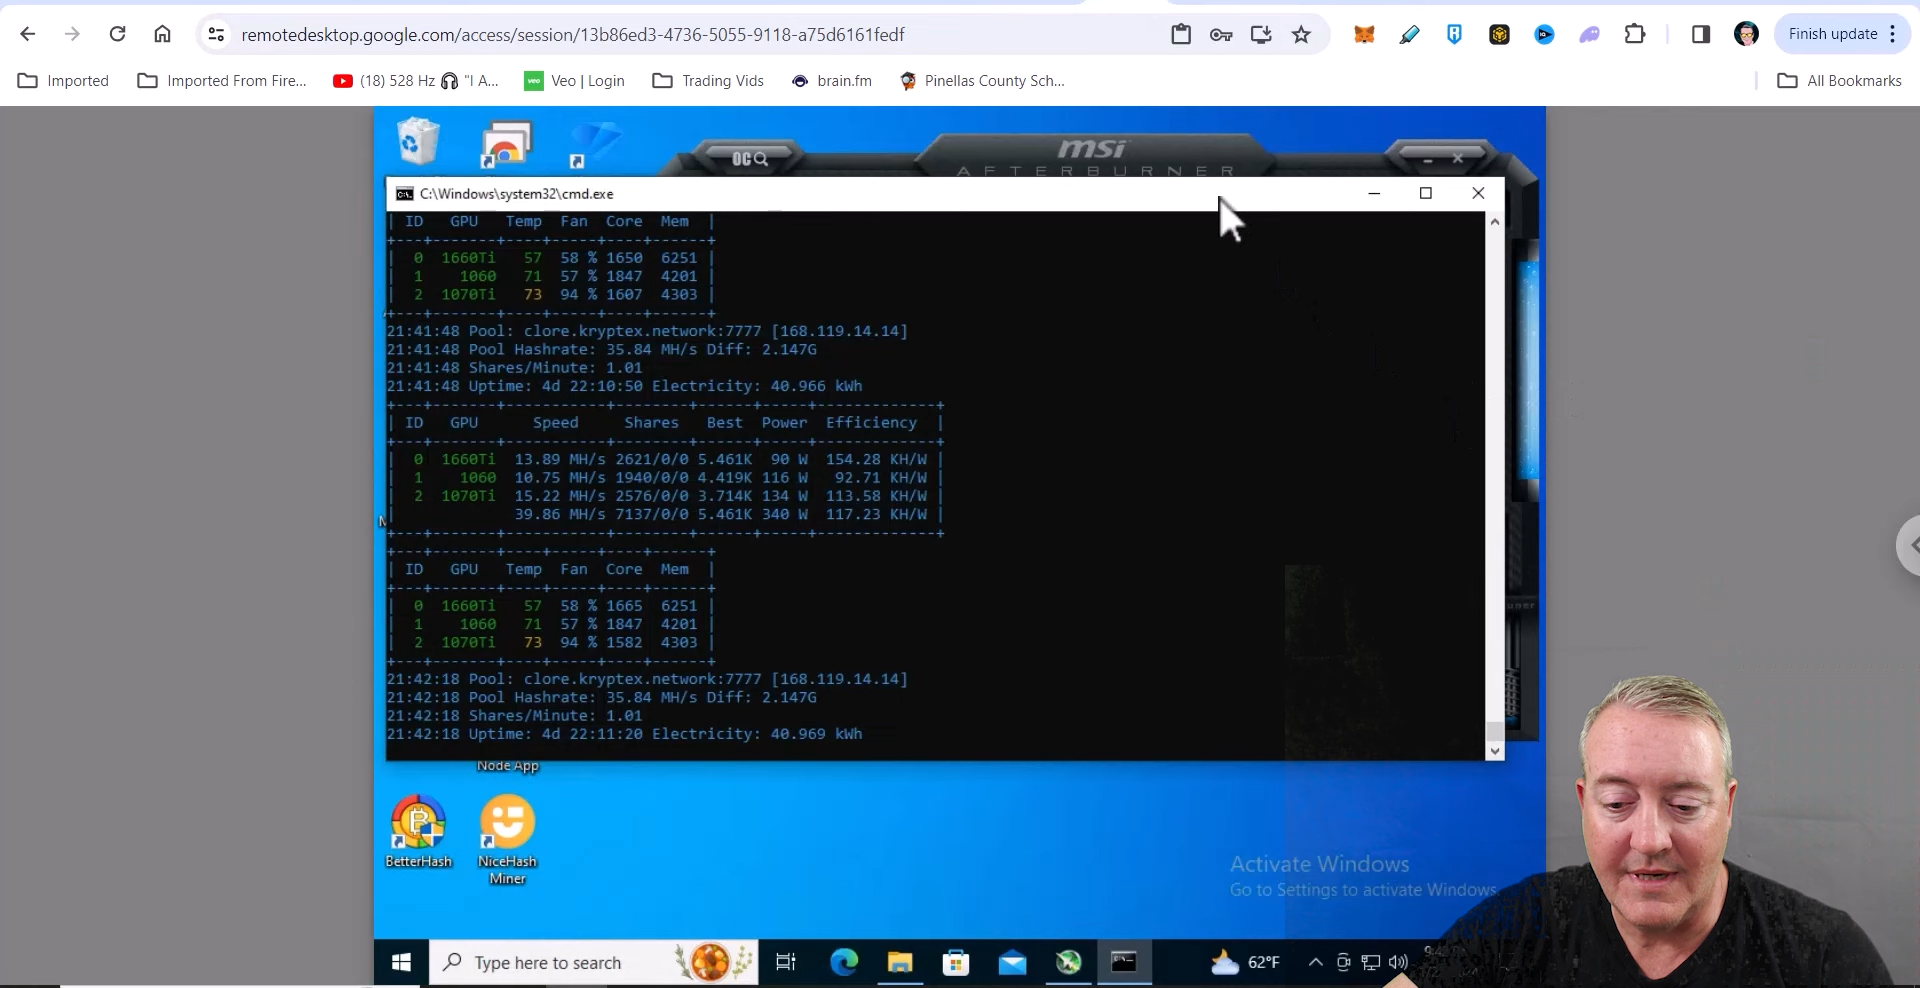 remotedesktop.google.com/access/session/13b86ed3-4736-5055-9118-a75d6161fedf
Finish update
Imported
Imported From Fire...
(18) 528 Hz 🎧 "I A...
Veo | Login
Trading Vids
brain.fm
Pinellas County Sch...
All Bookmarks
OC
msi
AFTERBURNER
C:\Windows\system32\cmd.exe
| ID GPU Temp Fan Core Mem |
+---+-------+----+-----+----+------+
| 0 1660Ti 57 58 % 1650 6251 |
| 1 1060 71 57 % 1847 4201 |
| 2 1070Ti 73 94 % 1607 4303 |
+---+-------+----+-----+----+------+
21:41:48 Pool: clore.kryptex.network:7777 [168.119.14.14]
21:41:48 Pool Hashrate: 35.84 MH/s Diff: 2.147G
21:41:48 Shares/Minute: 1.01
21:41:48 Uptime: 4d 22:10:50 Electricity: 40.966 kWh
+---+-------+-----------+--------+------+-----+-------------+
| ID GPU Speed Shares Best Power Efficiency |
+---+-------+-----------+--------+------+-----+-------------+
| 0 1660Ti 13.89 MH/s 2621/0/0 5.461K 90 W 154.28 KH/W |
| 1 1060 10.75 MH/s 1940/0/0 4.419K 116 W 92.71 KH/W |
| 2 1070Ti 15.22 MH/s 2576/0/0 3.714K 134 W 113.58 KH/W |
| 39.86 MH/s 7137/0/0 5.461K 340 W 117.23 KH/W |
+---+-------+-----------+--------+------+-----+-------------+
+---+-------+----+-----+----+------+
| ID GPU Temp Fan Core Mem |
+---+-------+----+-----+----+------+
| 0 1660Ti 57 58 % 1665 6251 |
| 1 1060 71 57 % 1847 4201 |
| 2 1070Ti 73 94 % 1582 4303 |
+---+-------+----+-----+----+------+
21:42:18 Pool: clore.kryptex.network:7777 [168.119.14.14]
21:42:18 Pool Hashrate: 35.84 MH/s Diff: 2.147G
21:42:18 Shares/Minute: 1.01
21:42:18 Uptime: 4d 22:11:20 Electricity: 40.969 kWh
Node App
BetterHash
NiceHash
Miner
Activate Windows
Go to Settings to activate Windows.
Type here to search
62°F